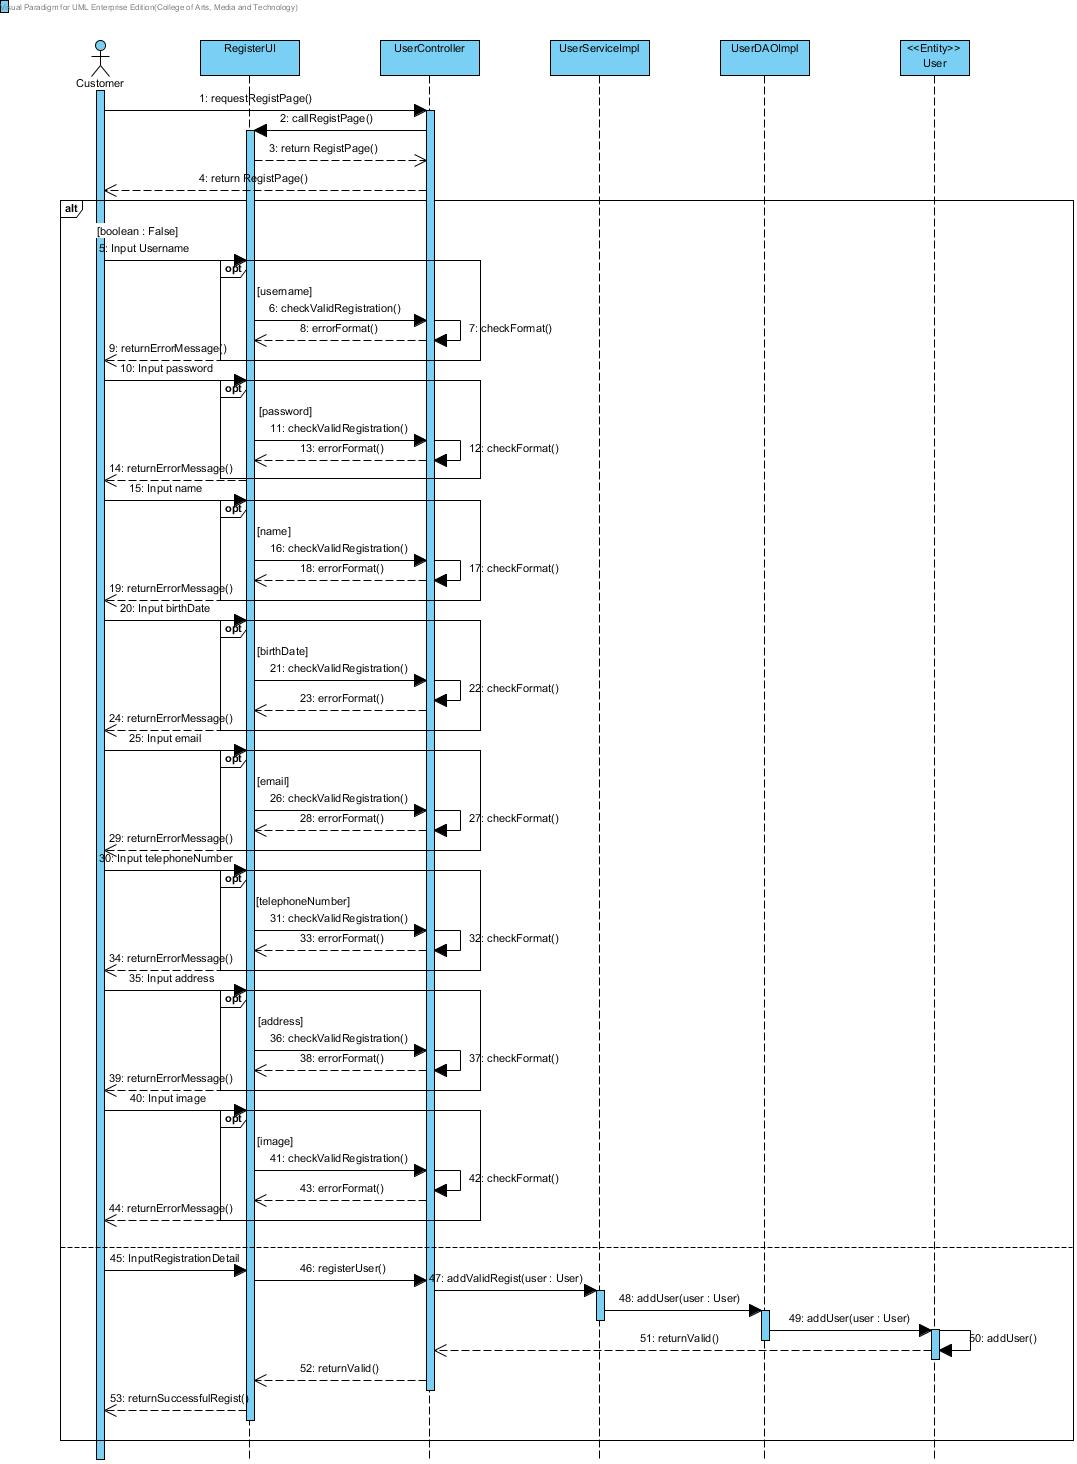 Visual Paradigm for UML Enterprise Edition(College of Arts, Media and Technology)
Customer
RegisterUI
UserController
UserServiceImpl
UserDAOImpl
<<Entity>>
User
1: requestRegistPage()
2: callRegistPage()
3: return RegistPage()
4: return RegistPage()
alt
[boolean : False]
5: Input Username
opt
[username]
6: checkValidRegistration()
7: checkFormat()
8: errorFormat()
9: returnErrorMessage()
10: Input password
opt
[password]
11: checkValidRegistration()
12: checkFormat()
13: errorFormat()
14: returnErrorMessage()
15: Input name
opt
[name]
16: checkValidRegistration()
17: checkFormat()
18: errorFormat()
19: returnErrorMessage()
20: Input birthDate
opt
[birthDate]
21: checkValidRegistration()
22: checkFormat()
23: errorFormat()
24: returnErrorMessage()
25: Input email
opt
[email]
26: checkValidRegistration()
27: checkFormat()
28: errorFormat()
29: returnErrorMessage()
30: Input telephoneNumber
opt
[telephoneNumber]
31: checkValidRegistration()
32: checkFormat()
33: errorFormat()
34: returnErrorMessage()
35: Input address
opt
[address]
36: checkValidRegistration()
37: checkFormat()
38: errorFormat()
39: returnErrorMessage()
40: Input image
opt
[image]
41: checkValidRegistration()
42: checkFormat()
43: errorFormat()
44: returnErrorMessage()
45: InputRegistrationDetail
46: registerUser()
47: addValidRegist(user : User)
48: addUser(user : User)
49: addUser(user : User)
50: addUser()
51: returnValid()
52: returnValid()
53: returnSuccessfulRegist()